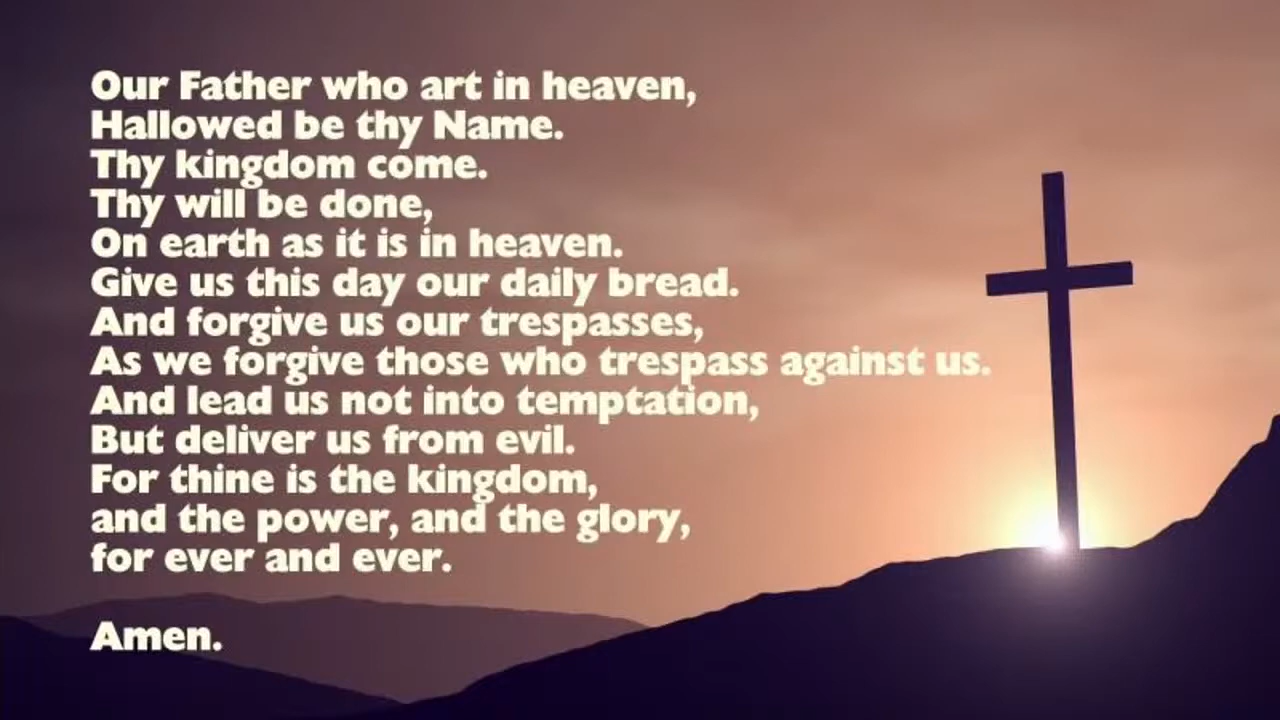 Our Father who art in heaven,
Hallowed be thy Name.
Thy kingdom come.
Thy will be done,
On earth as it is in heaven.
Give us this day our daily bread.
And forgive us our trespasses,
As we forgive those who trespass against us.
And lead us not into temptation,
But deliver us from evil.
For thine is the kingdom,
and the power, and the glory,
for ever and ever.
Amen.